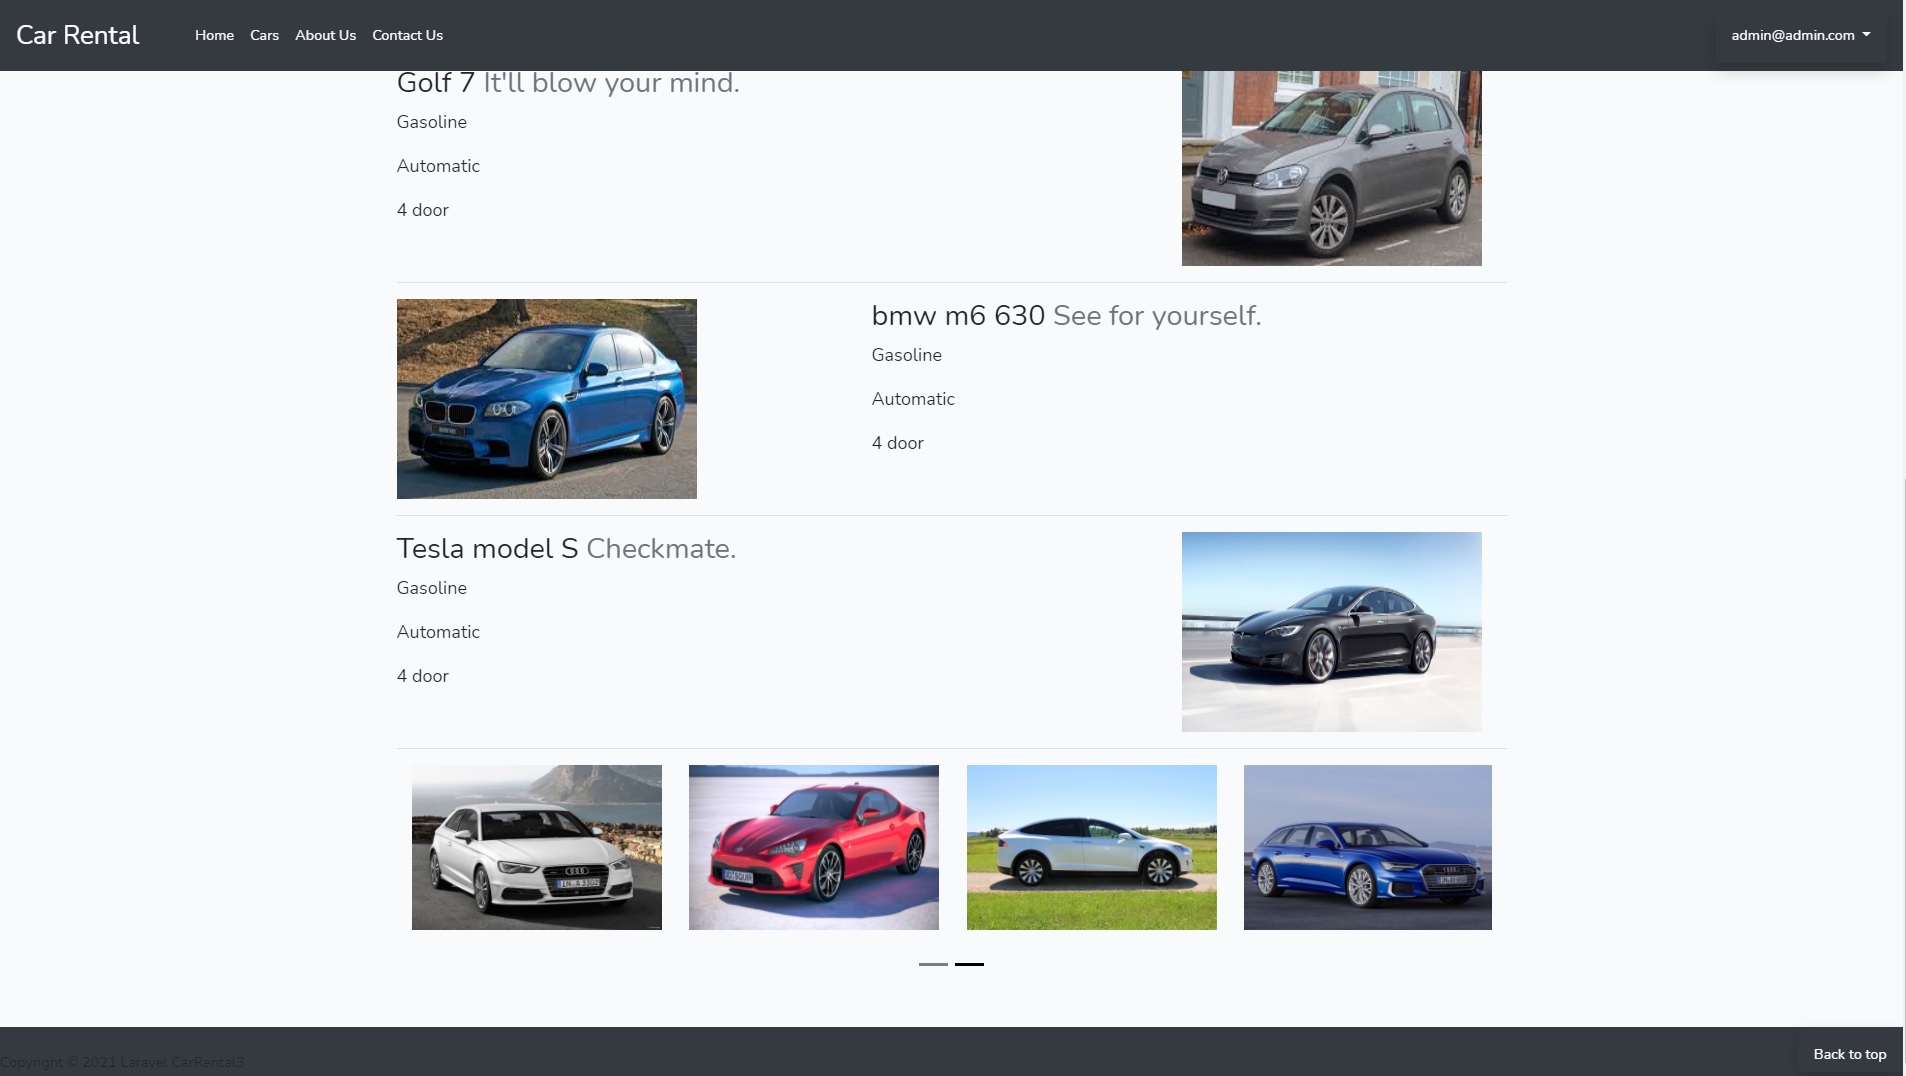 Car Rental
Home
Cars
About Us
Contact Us
admin@admin.com
Golf 7 It'll blow your mind.
Gasoline
Automatic
4 door
bmw m6 630 See for yourself.
Gasoline
Automatic
4 door
Tesla model S Checkmate.
Gasoline
Automatic
4 door
Copyright © 2021 Laravel CarRental3
Back to top